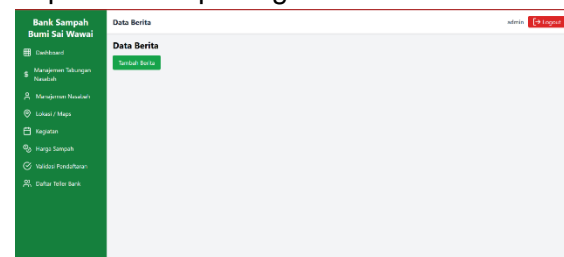 Bank Sampah
Bumi Sai Wawai
Data Berita
admin
Logout
Dashboard
Manajemen Tabungan
Nasabah
Manajemen Nasabah
Lokasi / Maps
Kegiatan
Harga Sampah
Validasi Pendaftaran
Daftar Teller Bank
Data Berita
Tambah Berita